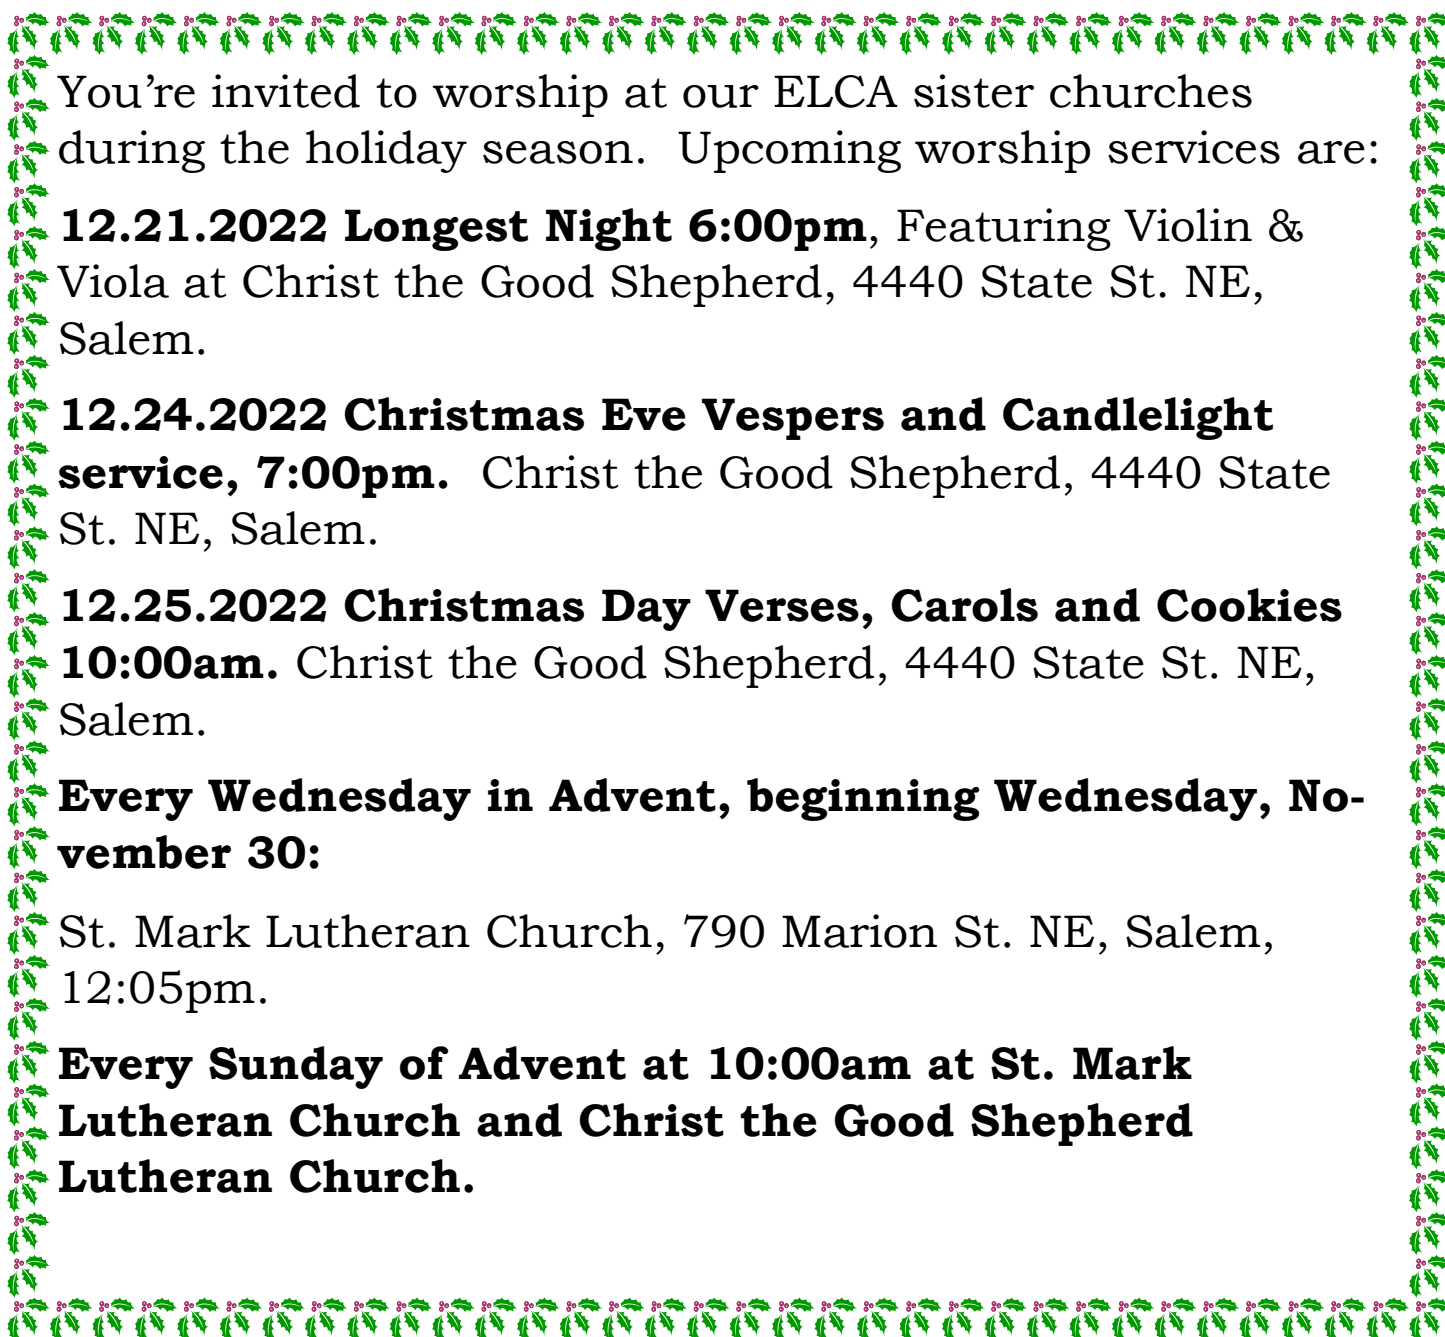 You’re invited to worship at our ELCA sister churches
during the holiday season.  Upcoming worship services are:
12.21.2022 Longest Night 6:00pm, Featuring Violin &
Viola at Christ the Good Shepherd, 4440 State St. NE,
Salem.
12.24.2022 Christmas Eve Vespers and Candlelight
service, 7:00pm.  Christ the Good Shepherd, 4440 State
St. NE, Salem.
12.25.2022 Christmas Day Verses, Carols and Cookies
10:00am. Christ the Good Shepherd, 4440 State St. NE,
Salem.
Every Wednesday in Advent, beginning Wednesday, No-
vember 30:
St. Mark Lutheran Church, 790 Marion St. NE, Salem,
12:05pm.
Every Sunday of Advent at 10:00am at St. Mark
Lutheran Church and Christ the Good Shepherd
Lutheran Church.